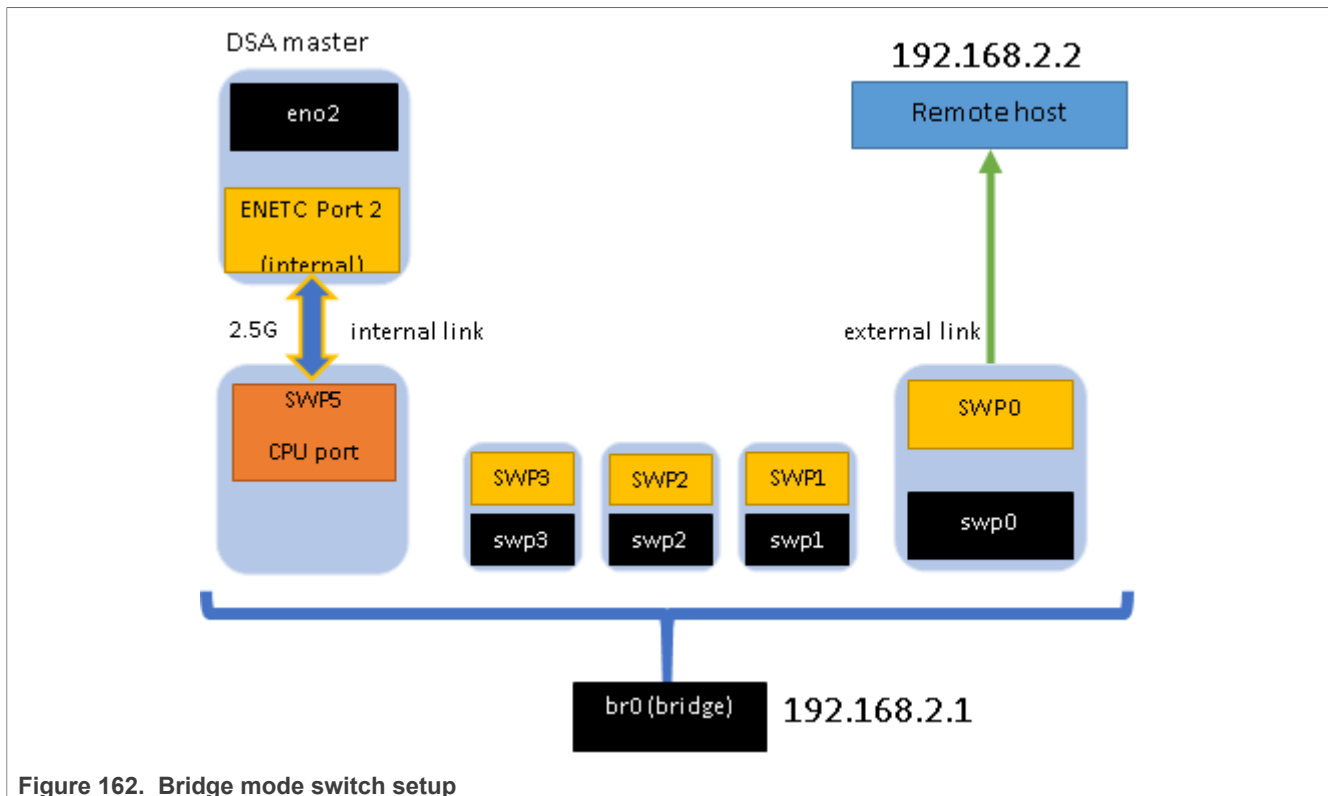 DSA master
eno2
ENETC Port 2
(internal)
2.5G
internal link
SWP5
CPU port
192.168.2.2
Remote host
external link
SWP3
swp3
SWP2
swp2
SWP1
swp1
SWP0
swp0
br0 (bridge)
192.168.2.1
Figure 162. Bridge mode switch setup